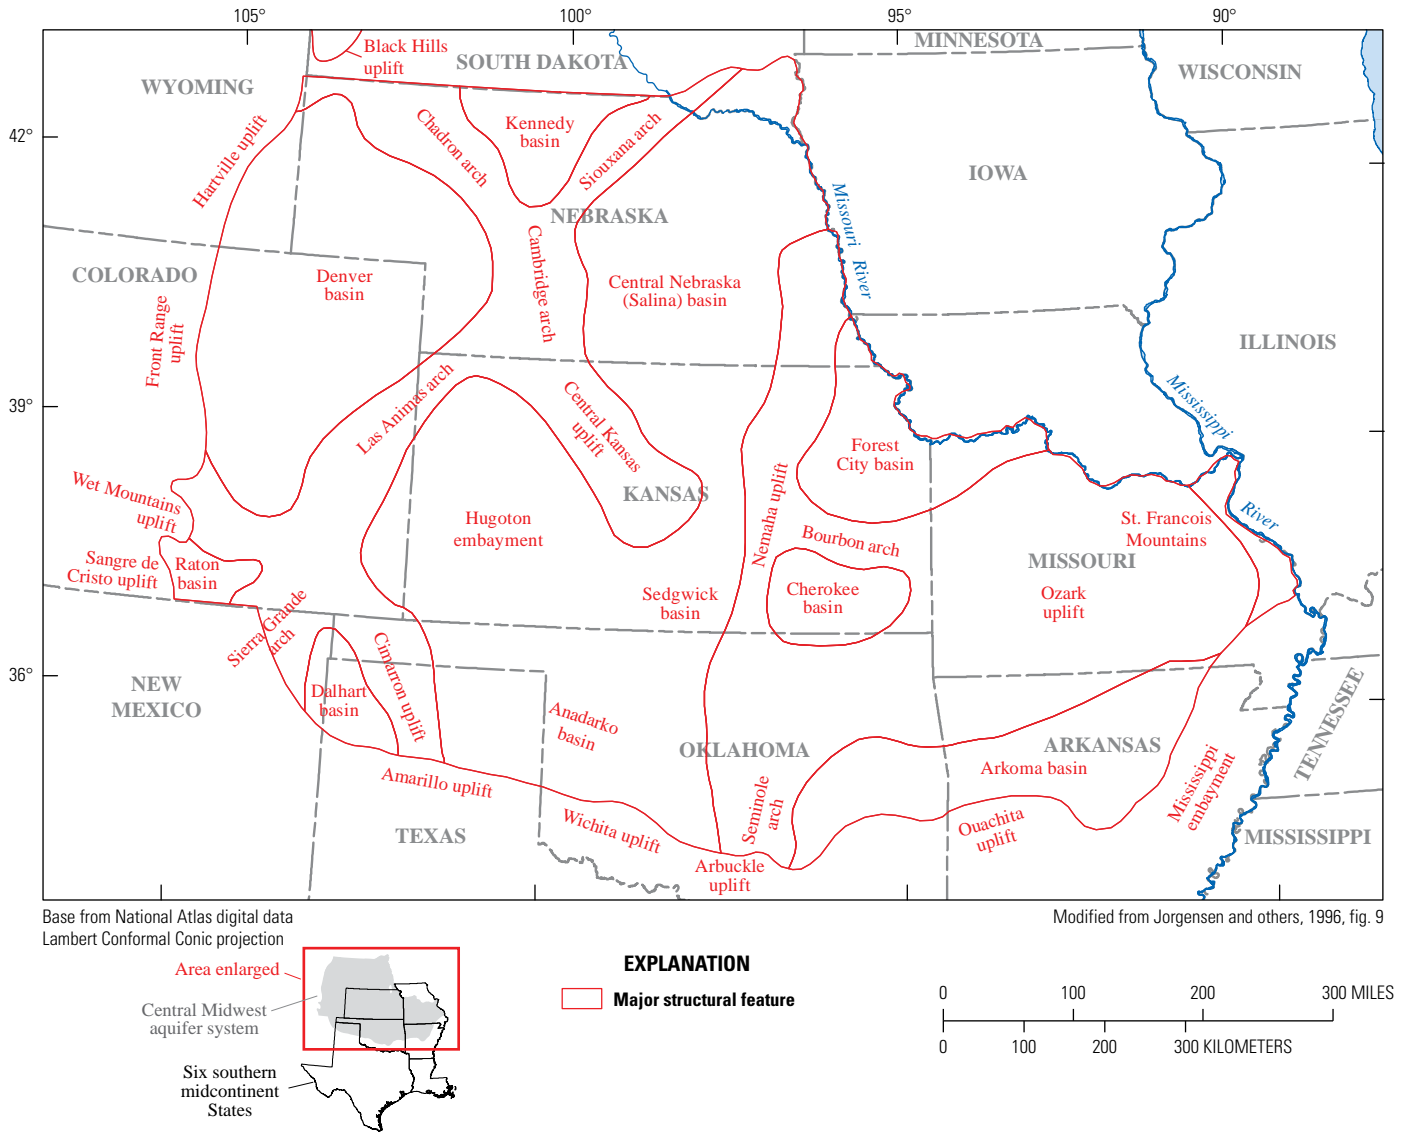 105°
100°
95°
90°
42°
39°
36°
Black Hills
uplift
SOUTH DAKOTA
MINNESOTA
WISCONSIN
WYOMING
Hartville uplift
Chadron arch
Kennedy
basin
Siouxana arch
IOWA
NEBRASKA
Missouri River
COLORADO
Denver
basin
Cambridge arch
Central Nebraska
(Salina) basin
Front Range
uplift
ILLINOIS
Las Animas arch
Central Kansas
uplift
Mississippi
River
Forest
City basin
Wet Mountains
uplift
KANSAS
Nemaha uplift
Hugoton
embayment
Bourbon arch
St. Francois
Mountains
MISSOURI
Sangre de
Cristo uplift
Raton
basin
Sedgwick
basin
Cherokee
basin
Ozark
uplift
Sierra Grande
arch
Cimarron uplift
NEW
MEXICO
Dalhart
basin
Anadarko
basin
OKLAHOMA
ARKANSAS
TENNESSEE
Arkoma basin
Mississippi
embayment
Amarillo uplift
Seminole
arch
Ouachita
uplift
TEXAS
Wichita uplift
MISSISSIPPI
Arbuckle
uplift
Base from National Atlas digital data
Lambert Conformal Conic projection
Modified from Jorgensen and others, 1996, fig. 9
Area enlarged
Central Midwest
aquifer system
Six southern
midcontinent
States
EXPLANATION
Major structural feature
0 100 200 300 MILES
0 100 200 300 KILOMETERS